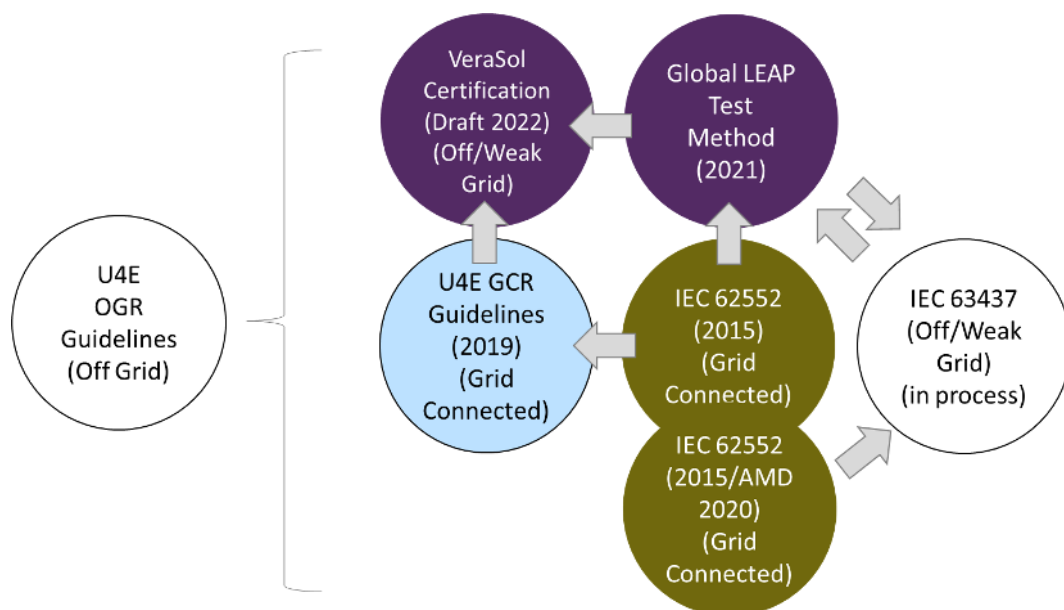 U4E
OGR
Guidelines
(Off Grid)
VeraSol
Certification
(Draft 2022)
(Off/Weak
Grid)
Global LEAP
Test
Method
(2021)
U4E GCR
Guidelines
(2019)
(Grid
Connected)
IEC 62552
(2015)
(Grid
Connected)
IEC 62552
(2015/AMD
2020)
(Grid
Connected)
IEC 63437
(Off/Weak
Grid)
(in process)